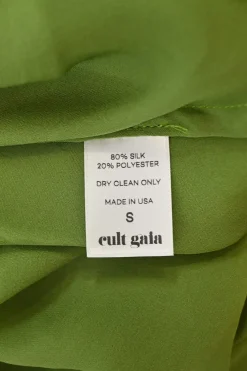 80% SILK
20% POLYESTER
DRY CLEAN ONLY
MADE IN USA
S
cult gaia